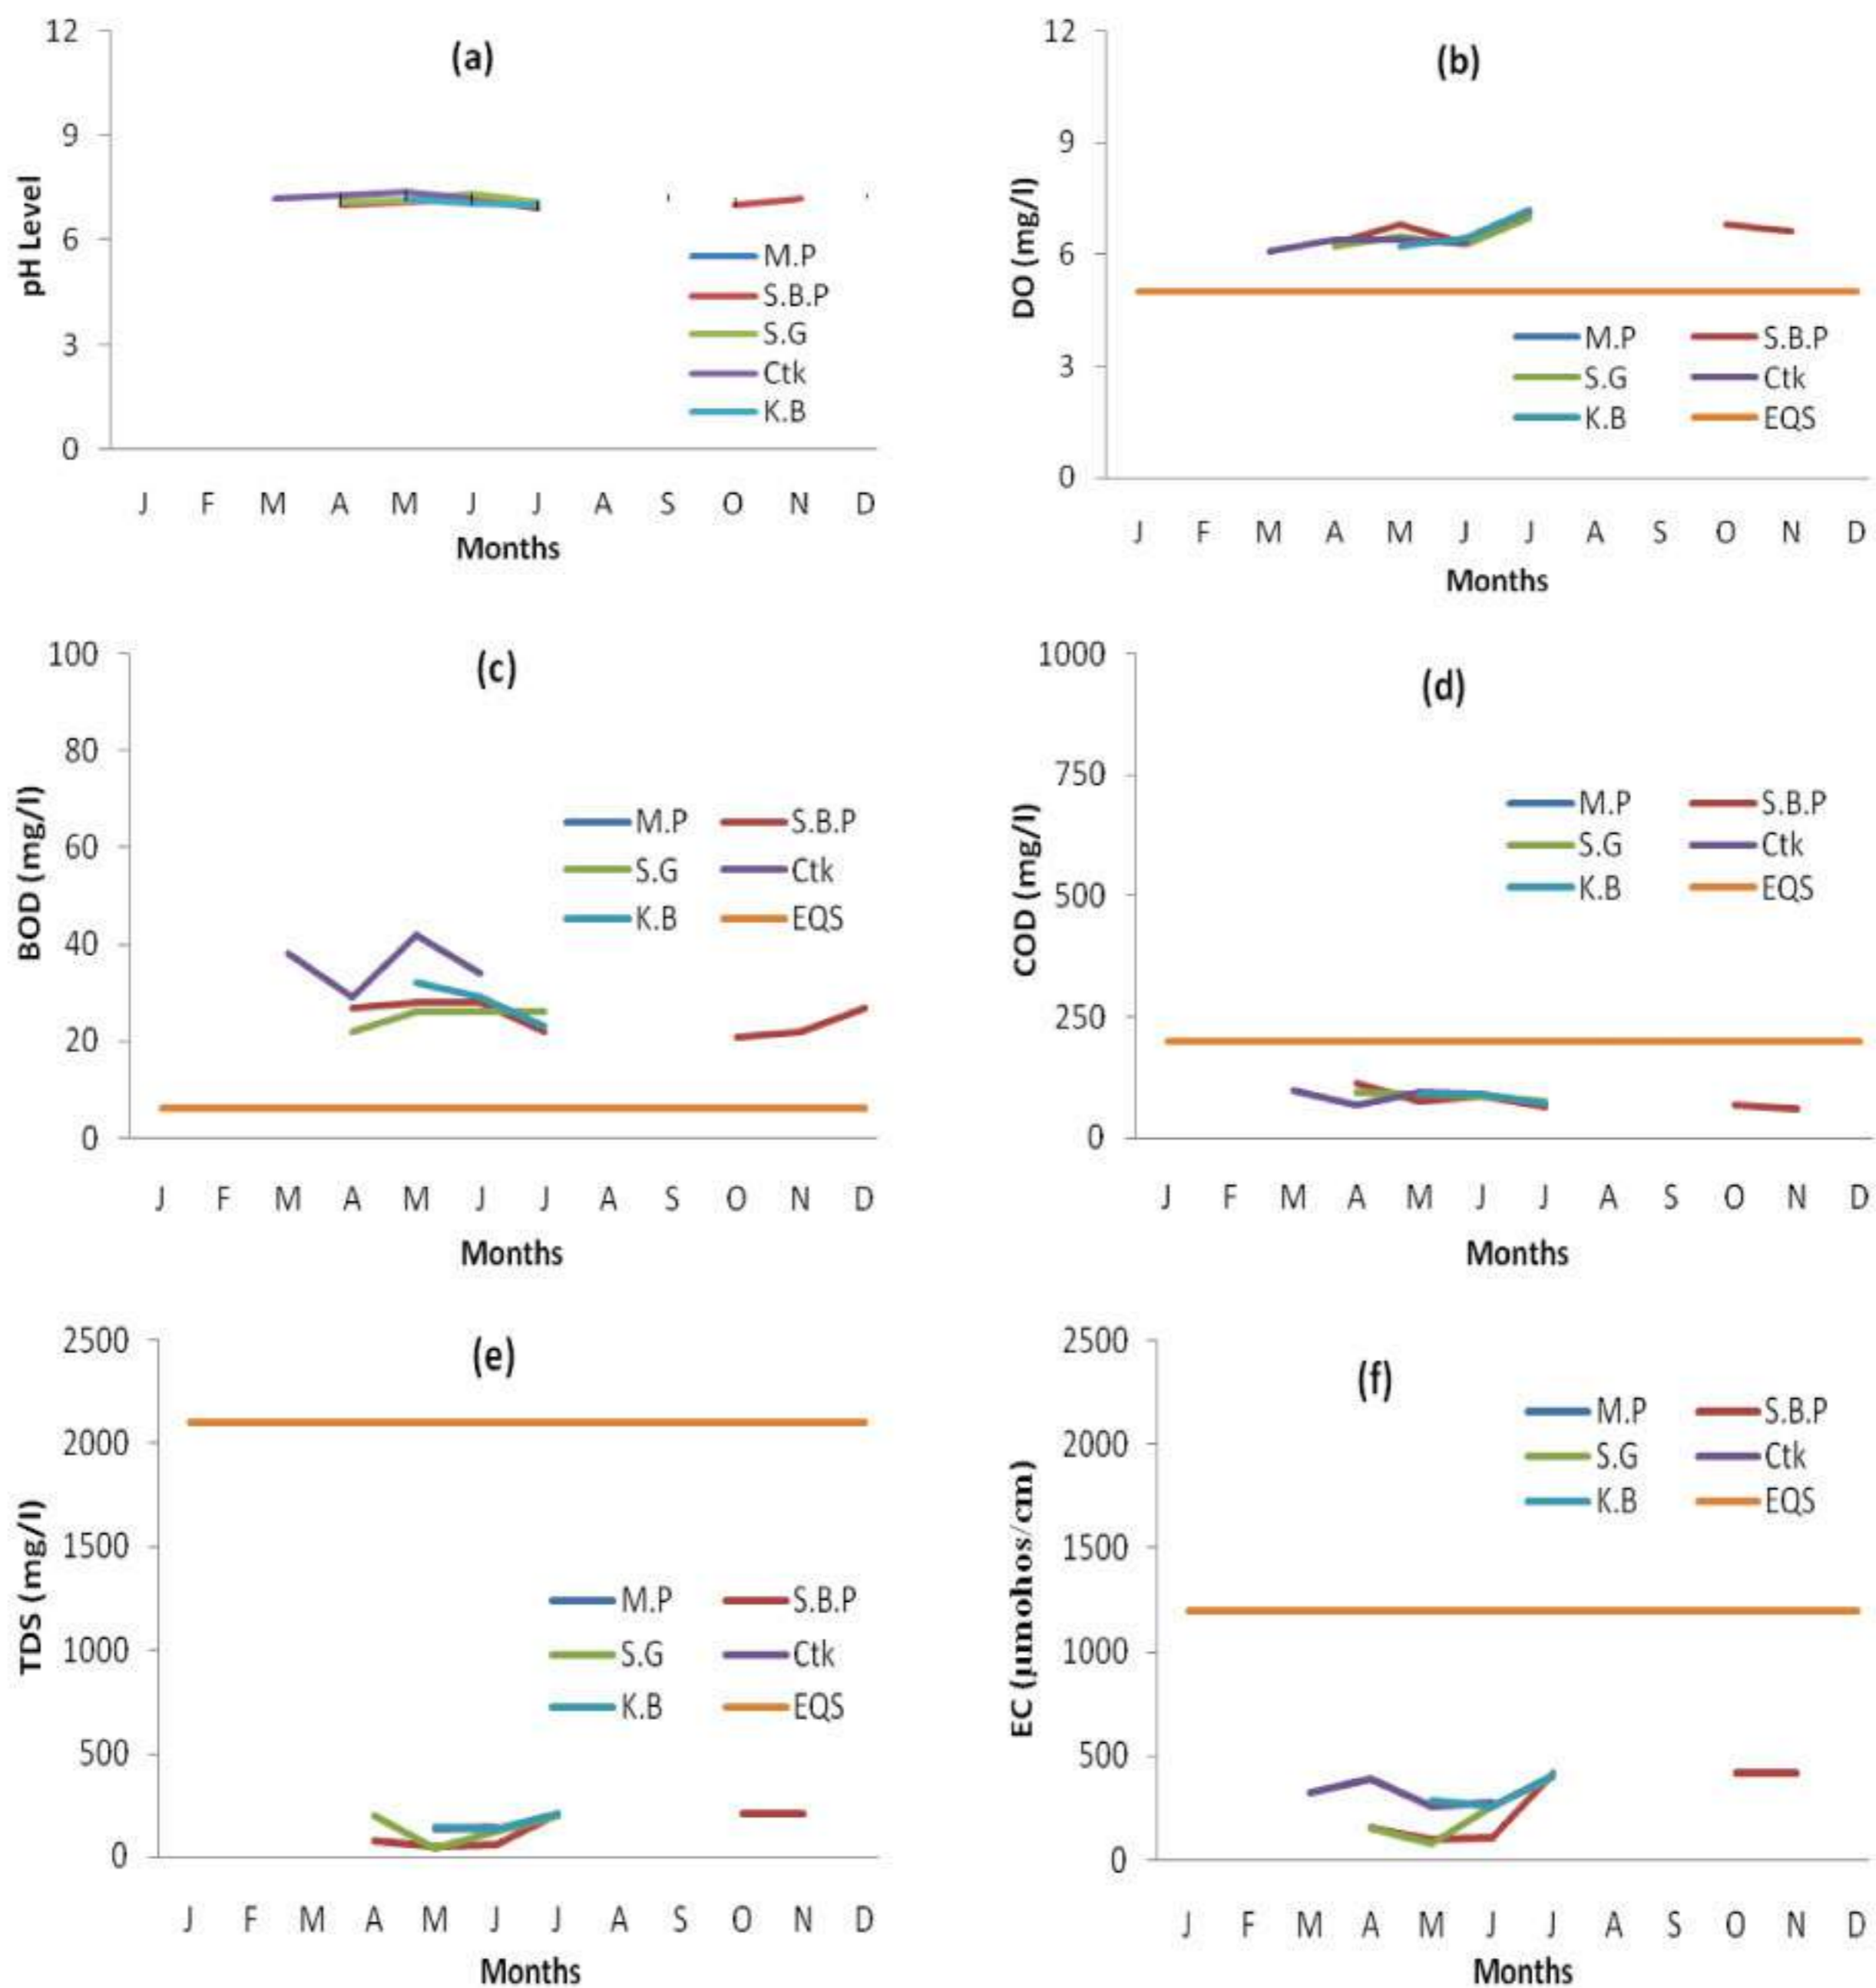 (a)
pH Level
12
9
6
3
0
M.P
S.B.P
S.G
Ctk
K.B
J F M A M J J A S O N D
Months
(b)
DO (mg/l)
12
9
6
3
0
M.P S.B.P
S.G Ctk
K.B EQS
J F M A M J J A S O N D
Months
(c)
BOD (mg/l)
100
80
60
40
20
0
M.P S.B.P
S.G Ctk
K.B EQS
J F M A M J J A S O N D
Months
(d)
COD (mg/l)
1000
750
500
250
0
M.P S.B.P
S.G Ctk
K.B EQS
J F M A M J J A S O N D
Months
(e)
TDS (mg/l)
2500
2000
1500
1000
500
0
M.P S.B.P
S.G Ctk
K.B EQS
J F M A M J J A S O N D
Months
(f)
EC (µmohos/cm)
2500
2000
1500
1000
500
0
M.P S.B.P
S.G Ctk
K.B EQS
J F M A M J J A S O N D
Months